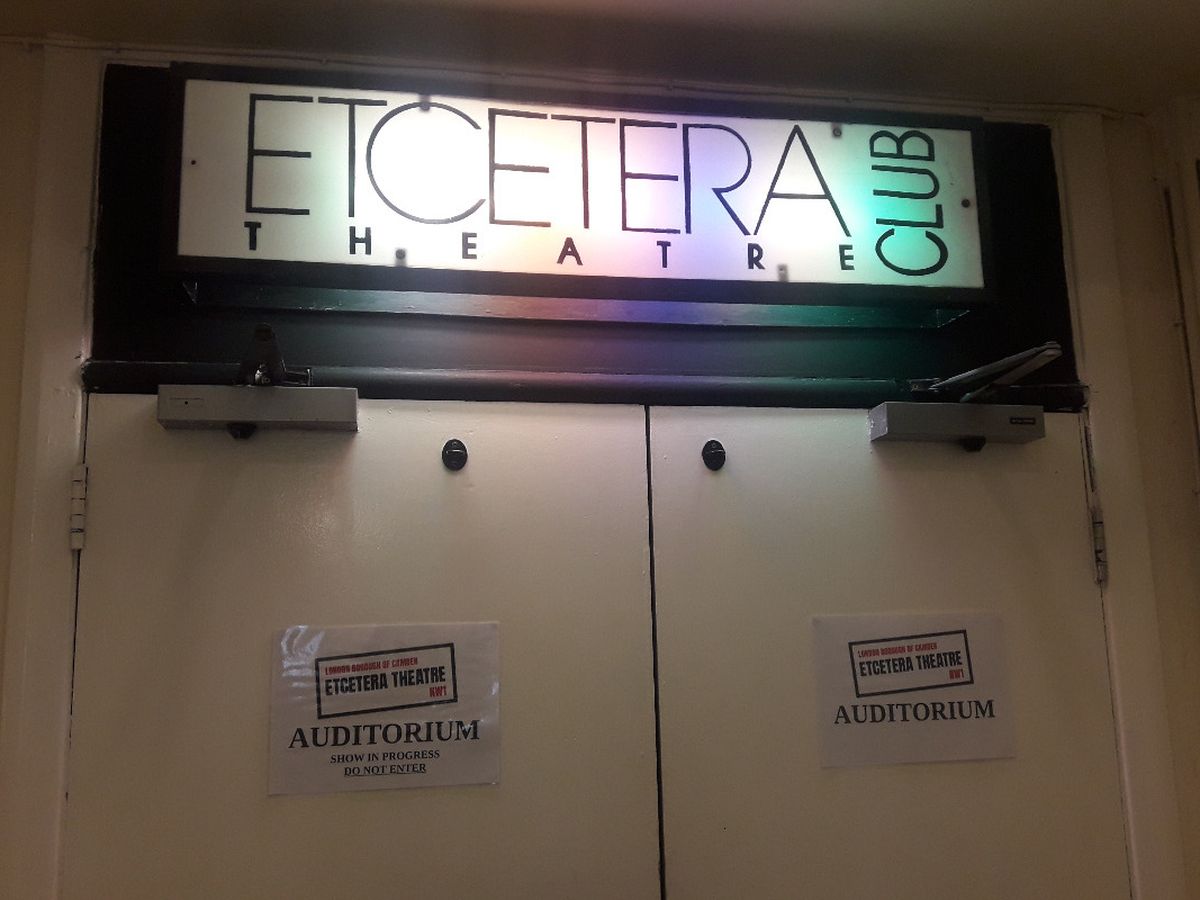 ETCETERA
THEATRE
CLUB
LONDON BOROUGH OF CAMDEN
ETCETERA THEATRE
NW1
AUDITORIUM
SHOW IN PROGRESS
DO NOT ENTER
LONDON BOROUGH OF CAMDEN
ETCETERA THEATRE
NW1
AUDITORIUM